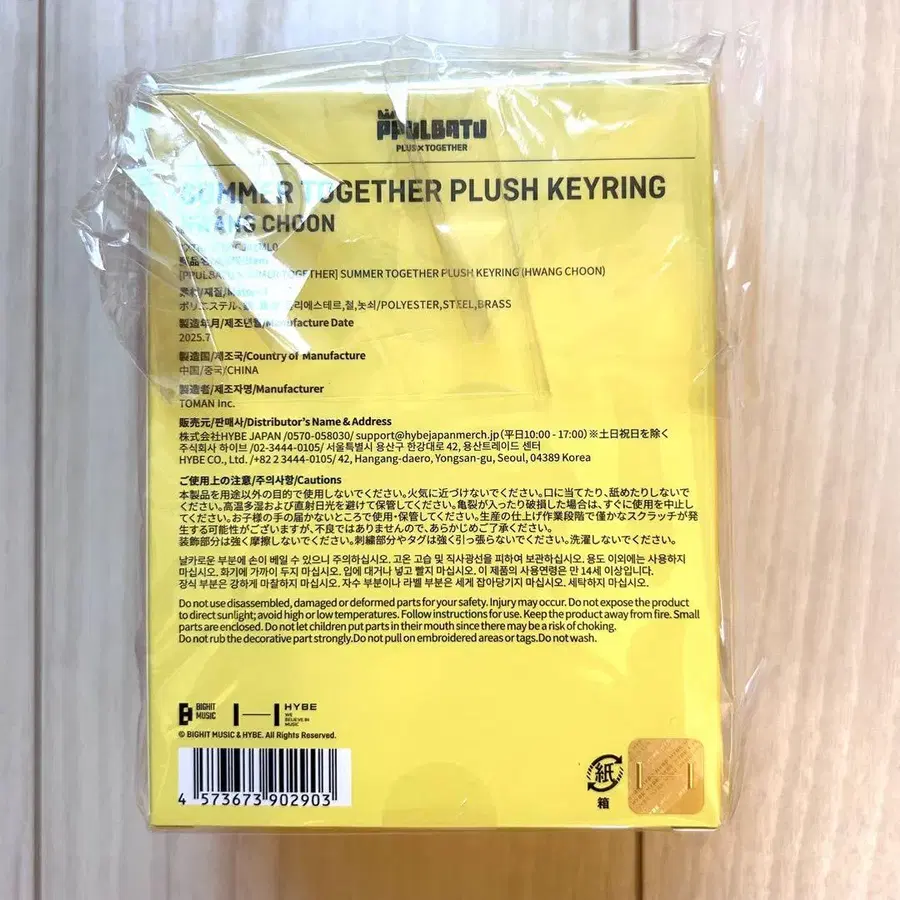 PPULBATU
PLUS×TOGETHER
SUMMER TOGETHER PLUSH KEYRING
HWANG CHOON
[PPULBATU SUMMER TOGETHER] SUMMER TOGETHER PLUSH KEYRING (HWANG CHOON)
素材/재질/Material
ポリエステル、폴리에스테르,철,놋쇠/POLYESTER,STEEL,BRASS
製造年月/제조년월/Manufacture Date
2025.7
製造国/제조국/Country of Manufacture
中国/중국/CHINA
製造者/제조자명/Manufacturer
TOMAN Inc.
販売元/판매사/Distributor's Name & Address
株式会社HYBE JAPAN /0570-058030/ support@hybejapanmerch.jp (平日10:00 - 17:00) ※土日祝日を除く
주식회사 하이브 /02-3444-0105/ 서울특별시 용산구 한강대로 42, 용산트레이드 센터
HYBE CO., Ltd. /+82 2 3444-0105/ 42, Hangang-daero, Yongsan-gu, Seoul, 04389 Korea
ご使用上の注意/주의사항/Cautions
本製品を用途以外の目的で使用しないでください。火気に近づけないでください。口に当てたり、舐めたりしない
でください。高温多湿および直射日光を避けて保管してください。亀裂が入ったり破損した場合は、すぐに使用を中止し
てください。お子様の手の届かないところで使用・保管してください。生産の仕上げ作業段階で僅かなスクラッチが発
生する可能性がございますが、不良ではありませんので、あらかじめご了承ください。
装飾部分は強く摩擦しないでください。刺繍部分やタグは強く引っ張らないでください。洗濯しないでください。
날카로운 부분에 손이 베일 수 있으니 주의하십시오. 고온 고습 및 직사광선을 피하여 보관하십시오. 용도 이외에는 사용하지
마십시오. 화기에 가까이 두지 마십시오. 입에 대거나 넣고 빨지 마십시오. 이 제품의 사용연령은 만 14세 이상입니다.
장식 부분은 강하게 마찰하지 마십시오. 자수 부분이나 라벨 부분은 세게 잡아당기지 마십시오. 세탁하지 마십시오.
Do not use disassembled, damaged or deformed parts for your safety. Injury may occur. Do not expose the product
to direct sunlight; avoid high or low temperatures. Follow instructions for use. Keep the product away from fire. Small
parts are enclosed. Do not let children put parts in their mouth since there may be a risk of choking.
Do not rub the decorative part strongly. Do not pull on embroidered areas or tags. Do not wash.
BIGHIT MUSIC
HYBE
WE BELIEVE IN MUSIC
© BIGHIT MUSIC & HYBE. All Rights Reserved.
4 573673 902903
紙
箱